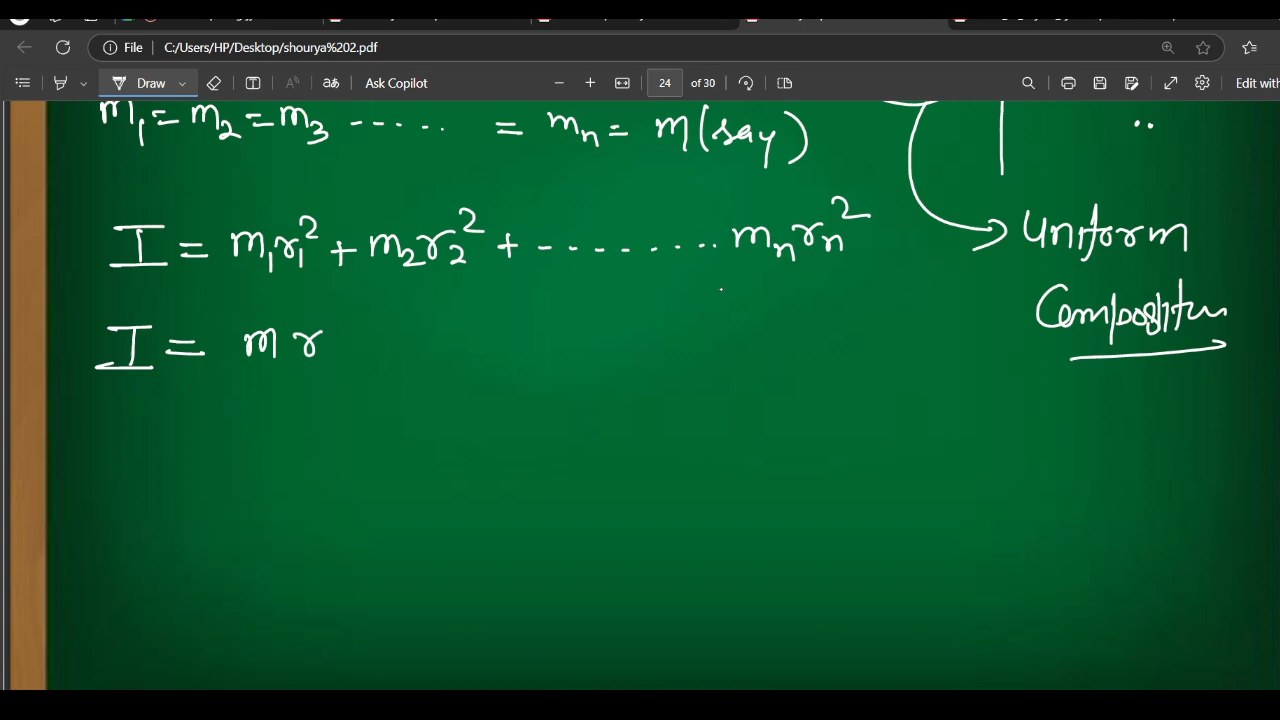 File | C:/Users/HP/Desktop/shourya%202.pdf
Draw Ask Copilot 24 of 30 Edit with
m₁ = m₂ = m₃ ----.. = mₙ = m (say)
I = m₁r₁² + m₂r₂² + -------.. mₙrₙ²
Uniform
I = m r